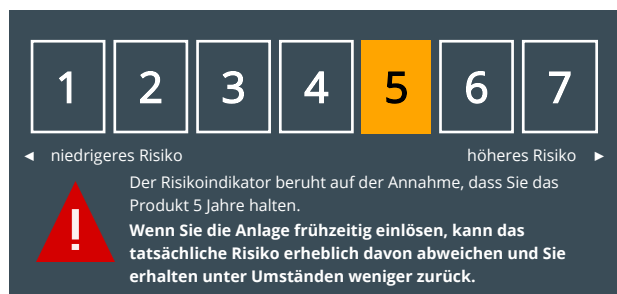 1 2 3 4 5 6 7
◄ niedrigeres Risiko höheres Risiko ►
Der Risikoindikator beruht auf der Annahme, dass Sie das
Produkt 5 Jahre halten.
Wenn Sie die Anlage frühzeitig einlösen, kann das
tatsächliche Risiko erheblich davon abweichen und Sie
erhalten unter Umständen weniger zurück.
!